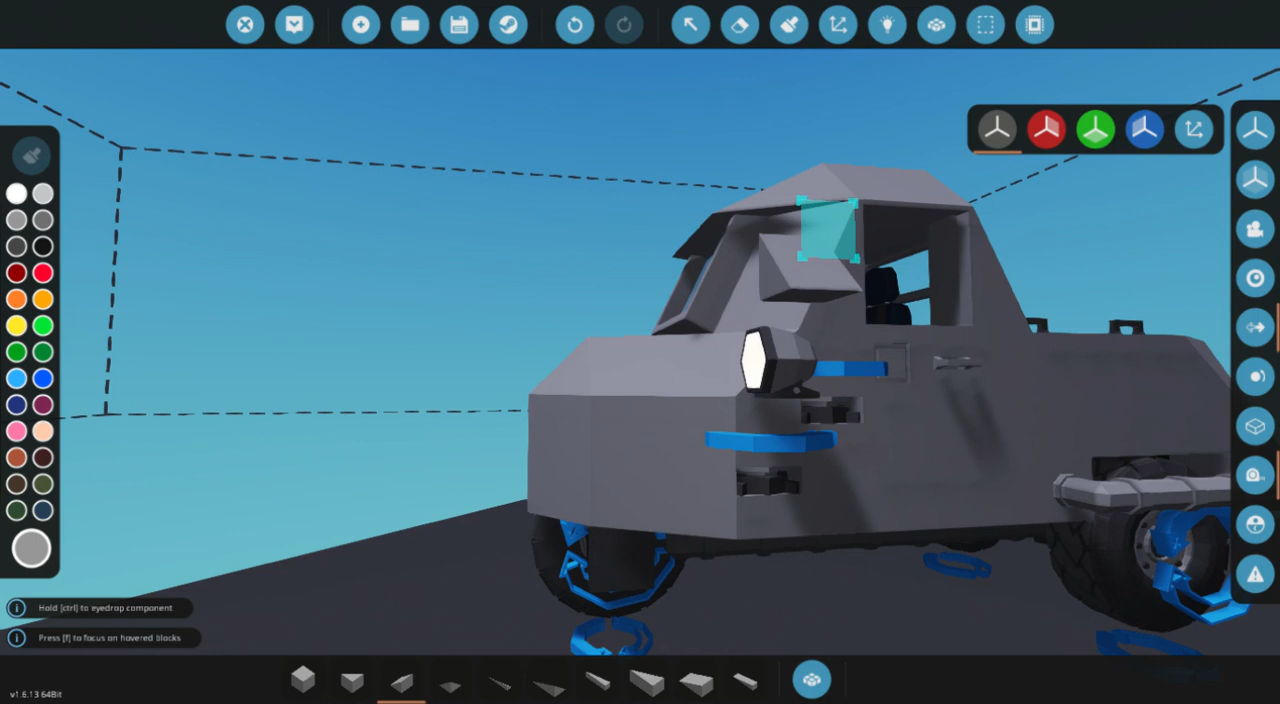 Hold [ctrl] to eyedrop component
Press [f] to focus on hovered blocks
v1.6.13 64Bit